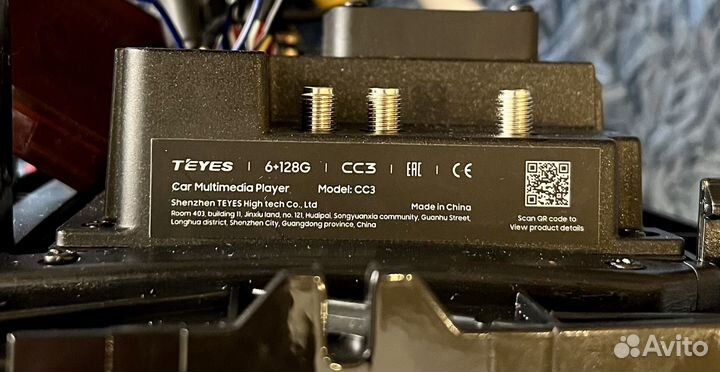 TEYES | 6+128G | CC3 | EAC | CE
Car Multimedia Player Model: CC3
Shenzhen TEYES High tech Co., Ltd Made in China
Room 403, building 11, Jinxiu land, no. 121, Hudipai, Songyuanxia community, Guanhu Street,
Longhua district, Shenzhen City, Guangdong province, China
Scan QR code to
View product details
Avito